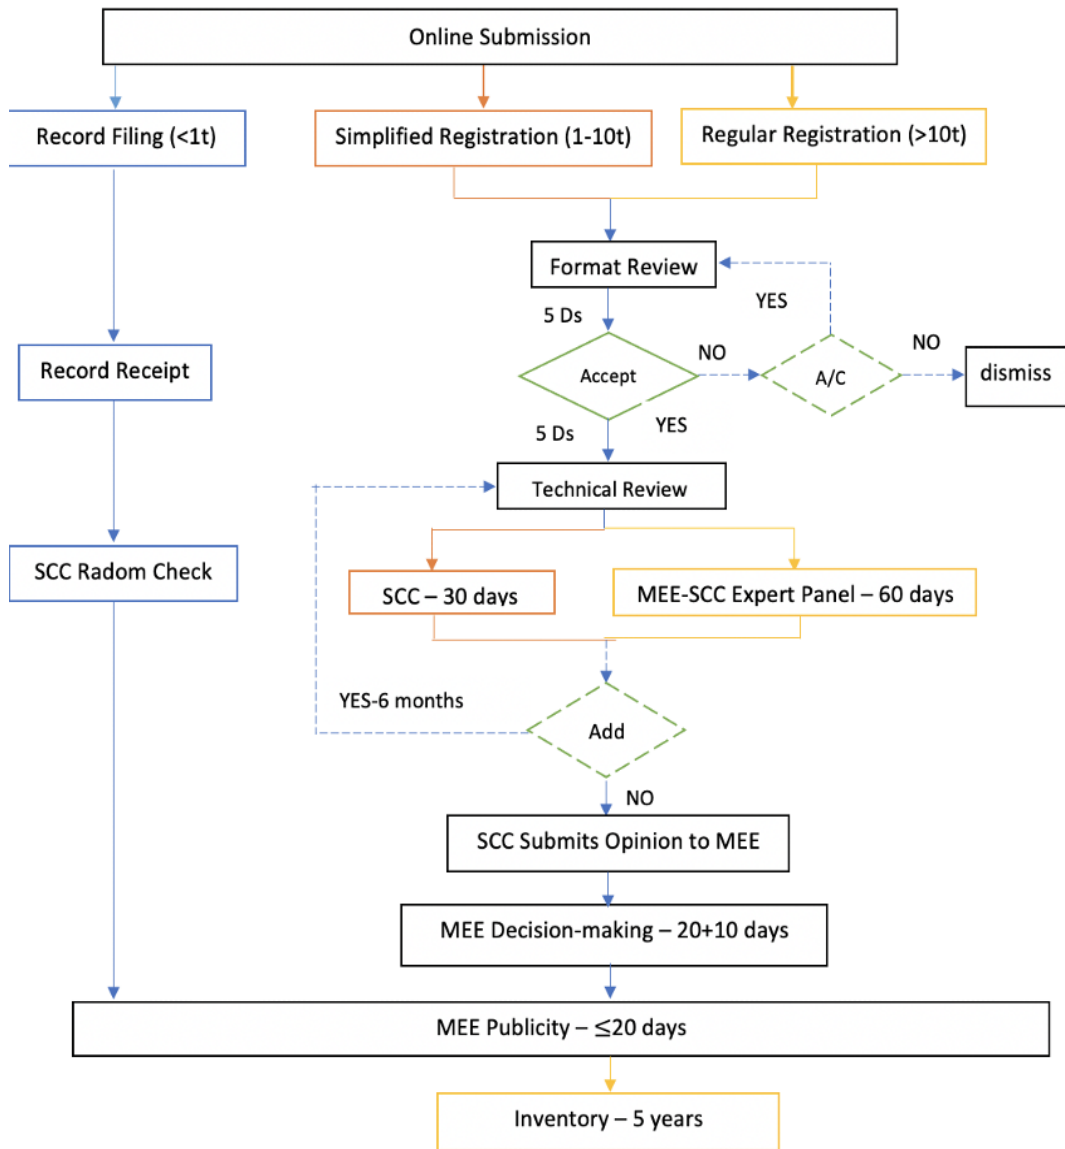 Online Submission
Record Filing (<1t)
Simplified Registration (1-10t)
Regular Registration (>10t)
Format Review
5 Ds
YES
NO
NO
Accept
A/C
dismiss
Record Receipt
5 Ds
YES
Technical Review
SCC Radom Check
SCC – 30 days
MEE-SCC Expert Panel – 60 days
YES-6 months
Add
NO
SCC Submits Opinion to MEE
MEE Decision-making – 20+10 days
MEE Publicity – ≤20 days
Inventory – 5 years